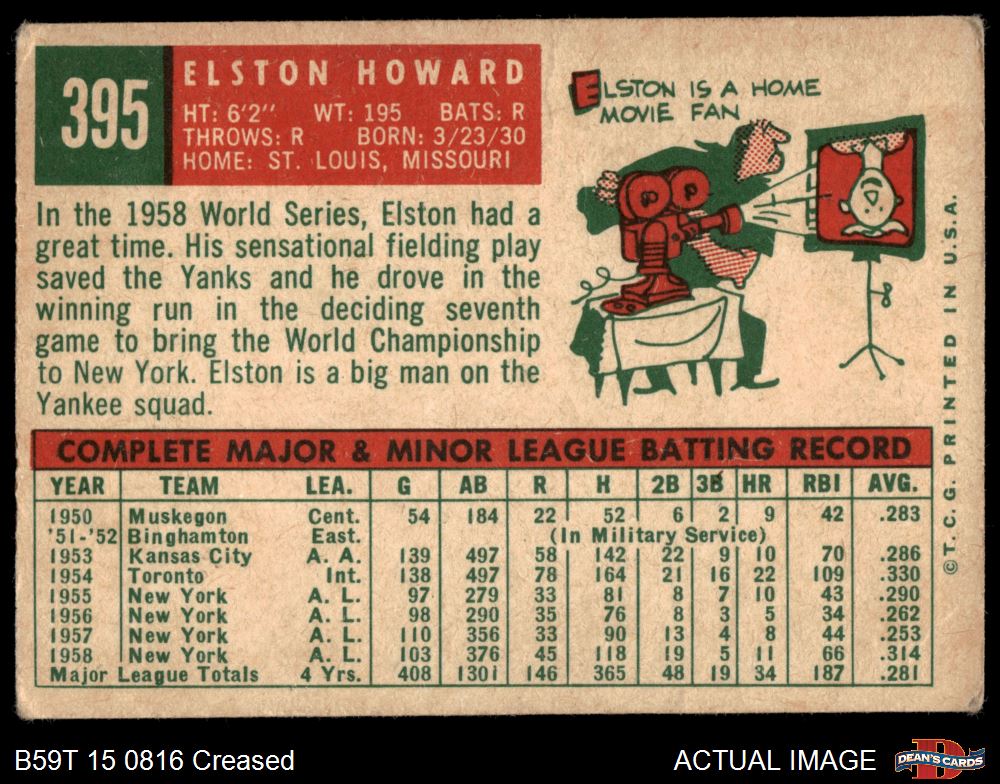 395
ELSTON HOWARD
HT: 6'2" WT: 195 BATS: R
THROWS: R BORN: 3/23/30
HOME: ST. LOUIS, MISSOURI
In the 1958 World Series, Elston had a
great time. His sensational fielding play
saved the Yanks and he drove in the
winning run in the deciding seventh
game to bring the World Championship
to New York. Elston is a big man on the
Yankee squad.
ELSTON IS A HOME
MOVIE FAN
COMPLETE MAJOR & MINOR LEAGUE BATTING RECORD
YEAR TEAM LEA. G AB R H 2B 3B HR RBI AVG.
1950 Muskegon Cent. 54 184 22 52 6 2 9 42 .283
'51-'52 Binghamton East. (In Military Service)
1953 Kansas City A. A. 139 497 58 142 22 9 10 70 .286
1954 Toronto Int. 138 497 78 164 21 16 22 109 .330
1955 New York A. L. 97 279 33 81 8 7 10 43 .290
1956 New York A. L. 98 290 35 76 8 3 5 34 .262
1957 New York A. L. 110 356 33 90 13 4 8 44 .253
1958 New York A. L. 103 376 45 118 19 5 11 66 .314
Major League Totals 4 Yrs. 408 1301 146 365 48 19 34 187 .281
© T. C. G. PRINTED IN U.S.A.
B59T 15 0816 Creased
ACTUAL IMAGE
DEAN'S CARDS